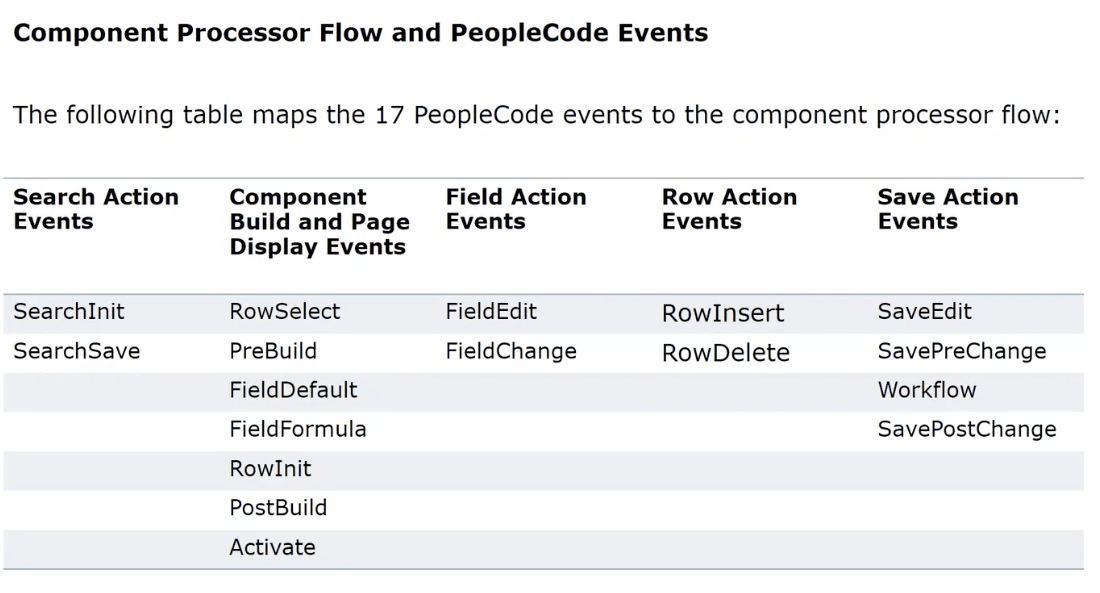 Component Processor Flow and PeopleCode Events
The following table maps the 17 PeopleCode events to the component processor flow:
Search Action Events
Component Build and Page Display Events
Field Action Events
Row Action Events
Save Action Events
SearchInit RowSelect FieldEdit RowInsert SaveEdit
SearchSave PreBuild FieldChange RowDelete SavePreChange
FieldDefault Workflow
FieldFormula SavePostChange
RowInit
PostBuild
Activate